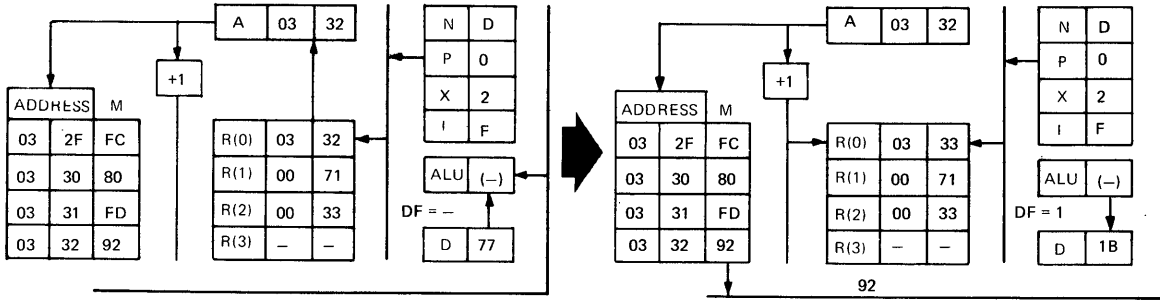 A 03 32
N D
P 0
X 2
I F
+1
ADDRESS M
03 2F FC
03 30 80
03 31 FD
03 32 92
R(0) 03 32
R(1) 00 71
R(2) 00 33
R(3) – –
ALU (–)
DF = –
D 77
A 03 32
N D
P 0
X 2
I F
+1
ADDRESS M
03 2F FC
03 30 80
03 31 FD
03 32 92
R(0) 03 33
R(1) 00 71
R(2) 00 33
R(3) – –
ALU (–)
DF = 1
D 1B
92